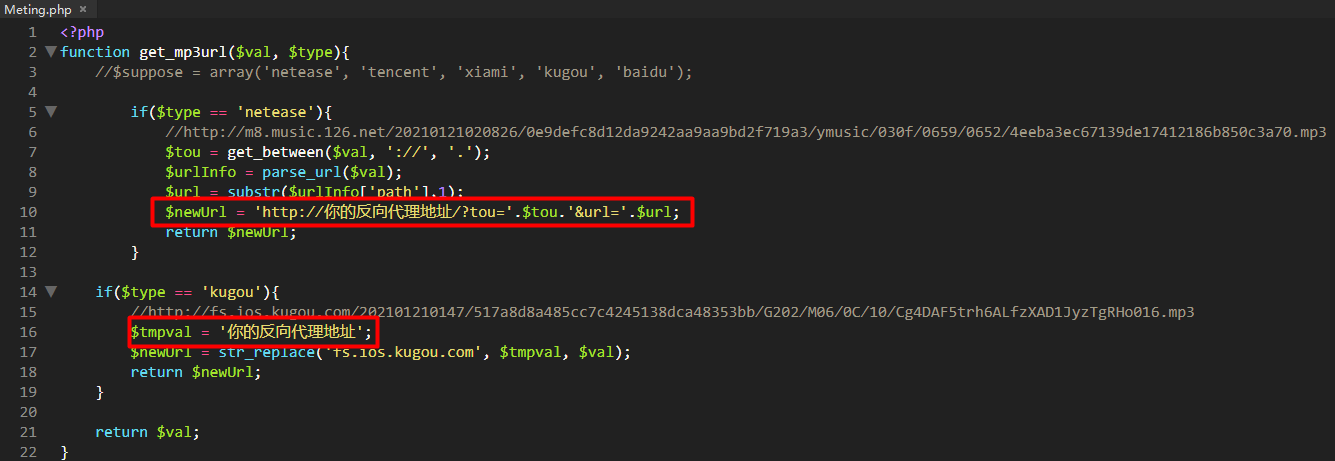 Meting.php ×
1 <?php
2 function get_mp3url($val, $type){
3 //$suppose = array('netease', 'tencent', 'xiami', 'kugou', 'baidu');
4
5 if($type == 'netease'){
6 //http://m8.music.126.net/20210121020826/0e9defc8d12da9242aa9aa9bd2f719a3/ymusic/030f/0659/0652/4eeba3ec67139de17412186b850c3a70.mp3
7 $tou = get_between($val, '://', '.');
8 $urlInfo = parse_url($val);
9 $url = substr($urlInfo['path'],1);
10 $newUrl = 'http://你的反向代理地址/?tou='.$tou.'&url='.$url;
11 return $newUrl;
12 }
13
14 if($type == 'kugou'){
15 //http://fs.ios.kugou.com/202101210147/517a8d8a485cc7c4245138dca48353bb/G202/M06/0C/10/Cg4DAF5trh6ALfzXAD1JyzTgRHo016.mp3
16 $tmpval = '你的反向代理地址';
17 $newUrl = str_replace('fs.ios.kugou.com', $tmpval, $val);
18 return $newUrl;
19 }
20
21 return $val;
22 }